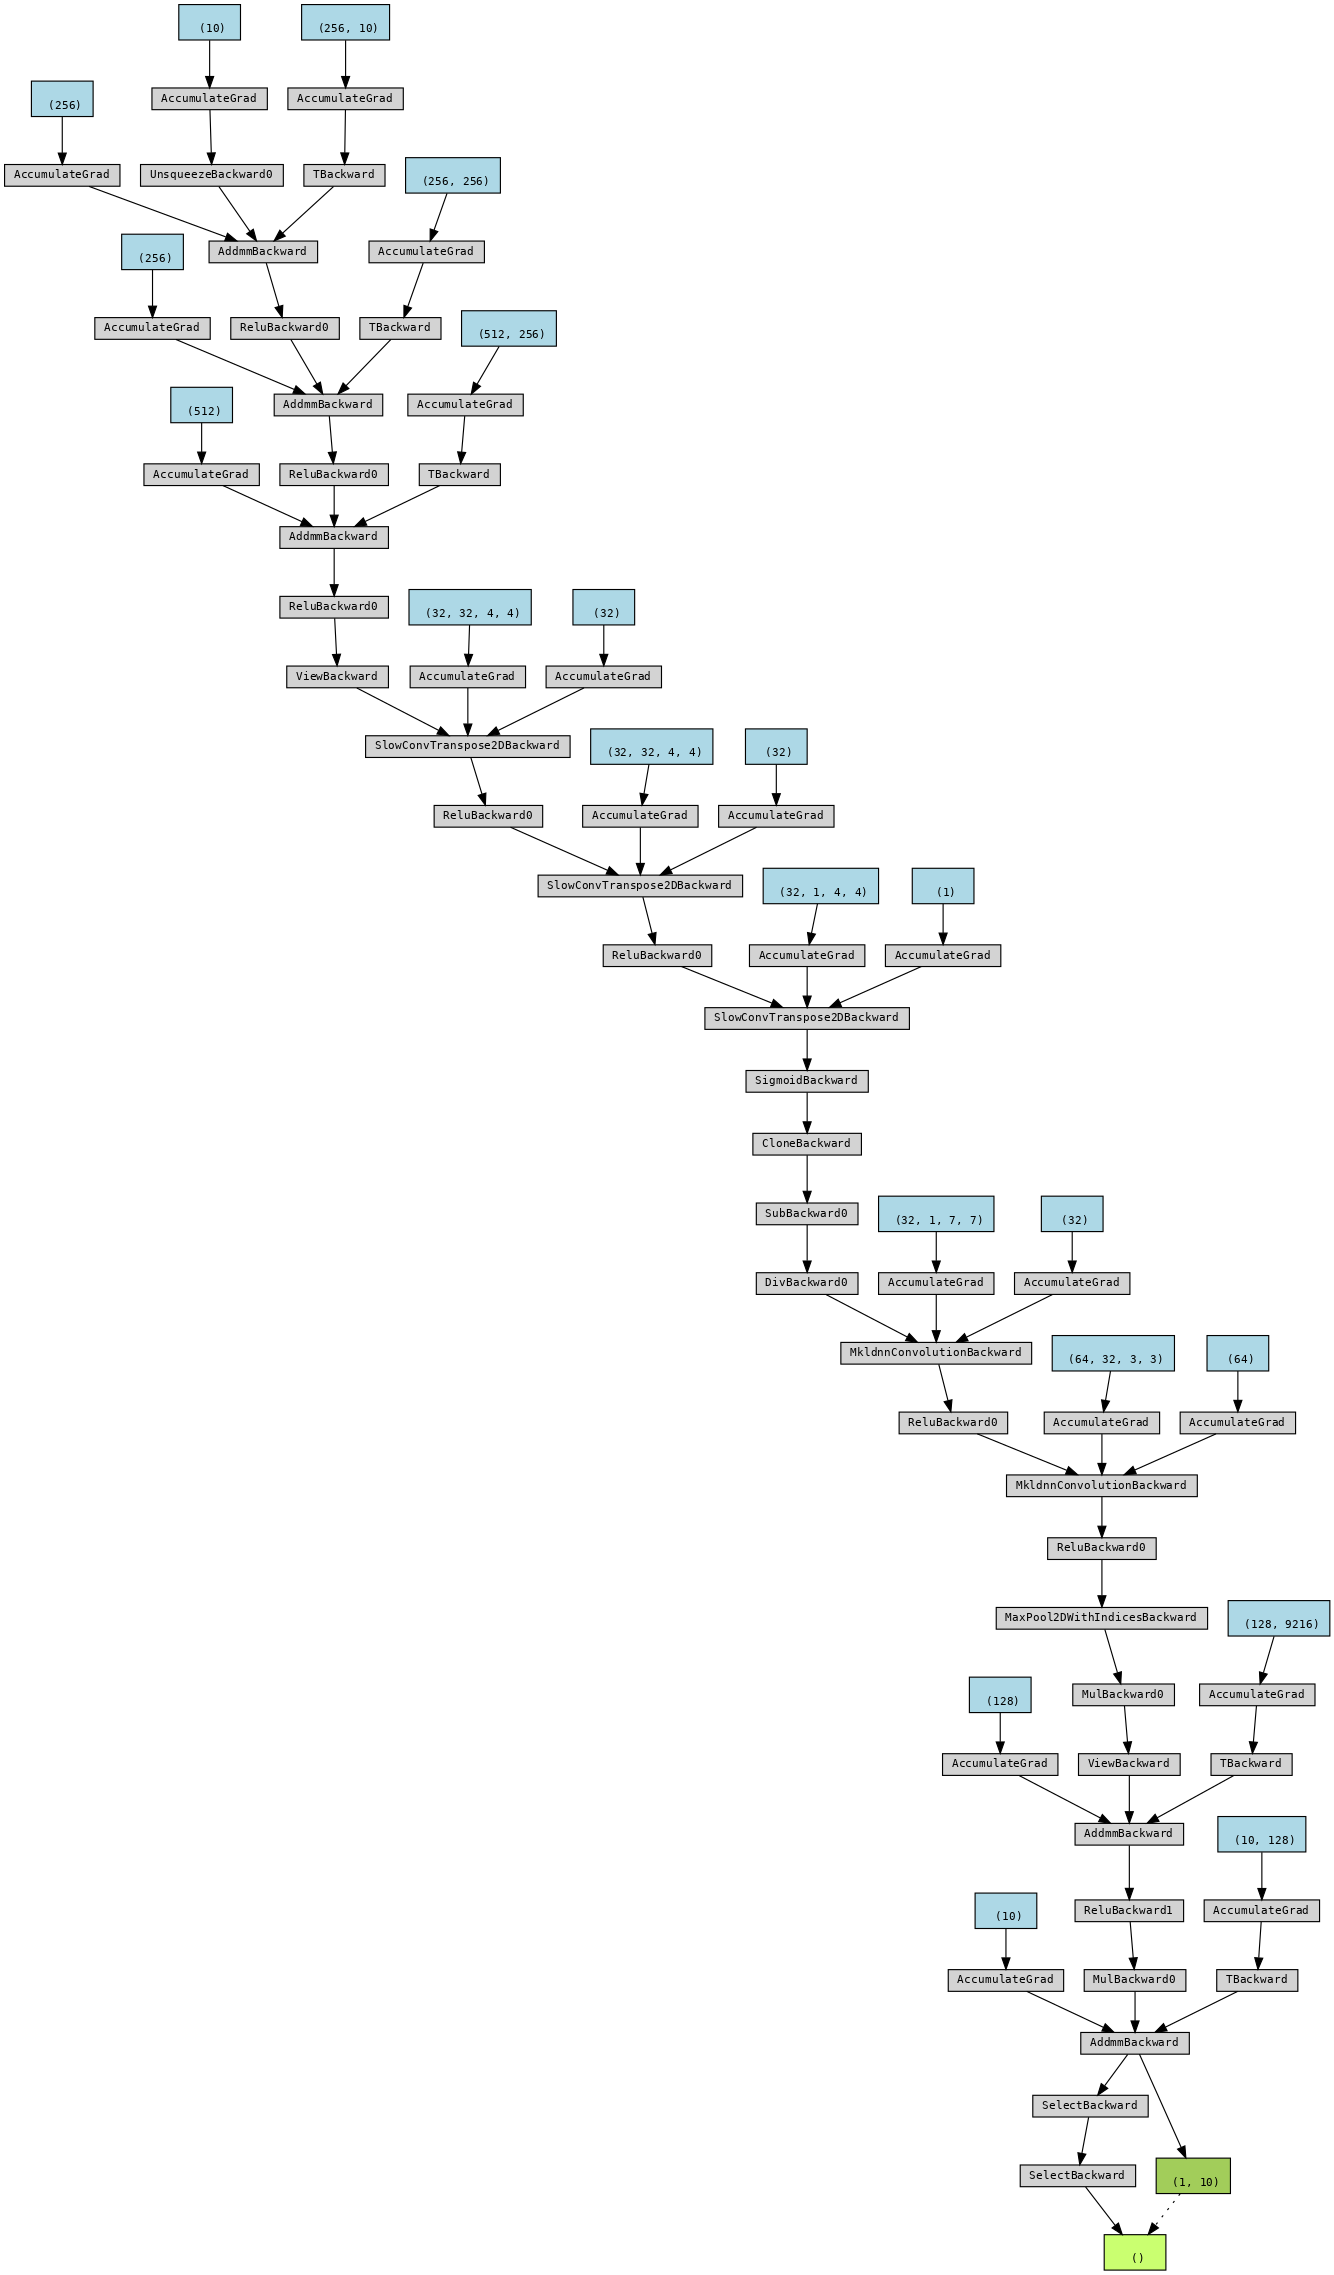 (10)
(256, 10)
(256)
AccumulateGrad
AccumulateGrad
AccumulateGrad
UnsqueezeBackward0
TBackward
(256, 256)
AddmmBackward
AccumulateGrad
(256)
AccumulateGrad
ReluBackward0
TBackward
(512, 256)
AddmmBackward
AccumulateGrad
(512)
AccumulateGrad
ReluBackward0
TBackward
AddmmBackward
ReluBackward0
(32, 32, 4, 4)
(32)
ViewBackward
AccumulateGrad
AccumulateGrad
SlowConvTranspose2DBackward
(32, 32, 4, 4)
(32)
ReluBackward0
AccumulateGrad
AccumulateGrad
SlowConvTranspose2DBackward
(32, 1, 4, 4)
(1)
ReluBackward0
AccumulateGrad
AccumulateGrad
SlowConvTranspose2DBackward
SigmoidBackward
CloneBackward
SubBackward0
(32, 1, 7, 7)
(32)
DivBackward0
AccumulateGrad
AccumulateGrad
MkldnnConvolutionBackward
(64, 32, 3, 3)
(64)
ReluBackward0
AccumulateGrad
AccumulateGrad
MkldnnConvolutionBackward
ReluBackward0
MaxPool2DWithIndicesBackward
(128, 9216)
(128)
MulBackward0
AccumulateGrad
AccumulateGrad
ViewBackward
TBackward
AddmmBackward
(10, 128)
(10)
ReluBackward1
AccumulateGrad
AccumulateGrad
MulBackward0
TBackward
AddmmBackward
SelectBackward
SelectBackward
(1, 10)
()